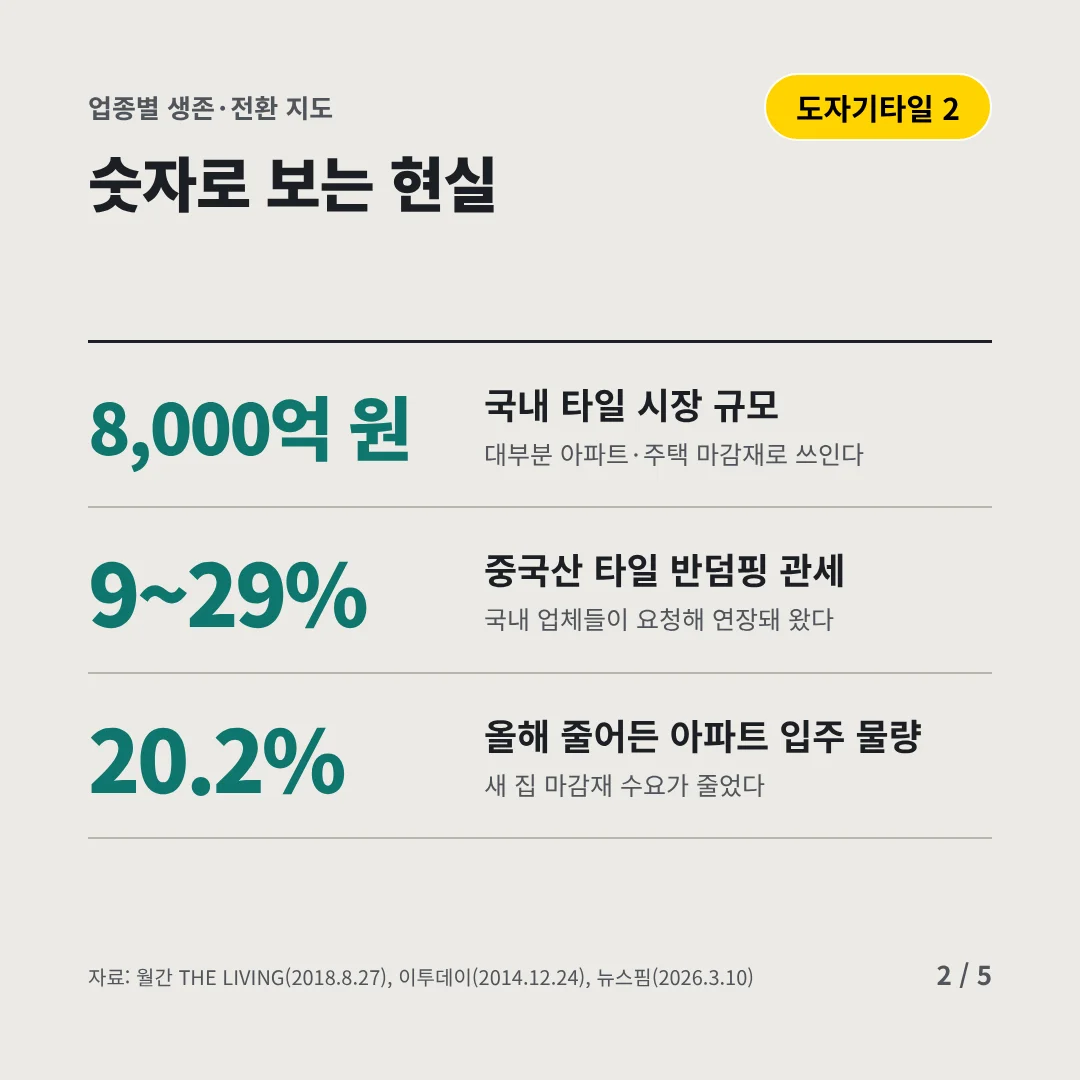 업종별 생존·전환 지도
도자기타일 2
숫자로 보는 현실
8,000억 원
국내 타일 시장 규모
대부분 아파트·주택 마감재로 쓰인다
9~29%
중국산 타일 반덤핑 관세
국내 업체들이 요청해 연장돼 왔다
20.2%
올해 줄어든 아파트 입주 물량
새 집 마감재 수요가 줄었다
자료: 월간 THE LIVING(2018.8.27), 이투데이(2014.12.24), 뉴스핌(2026.3.10)
2 / 5